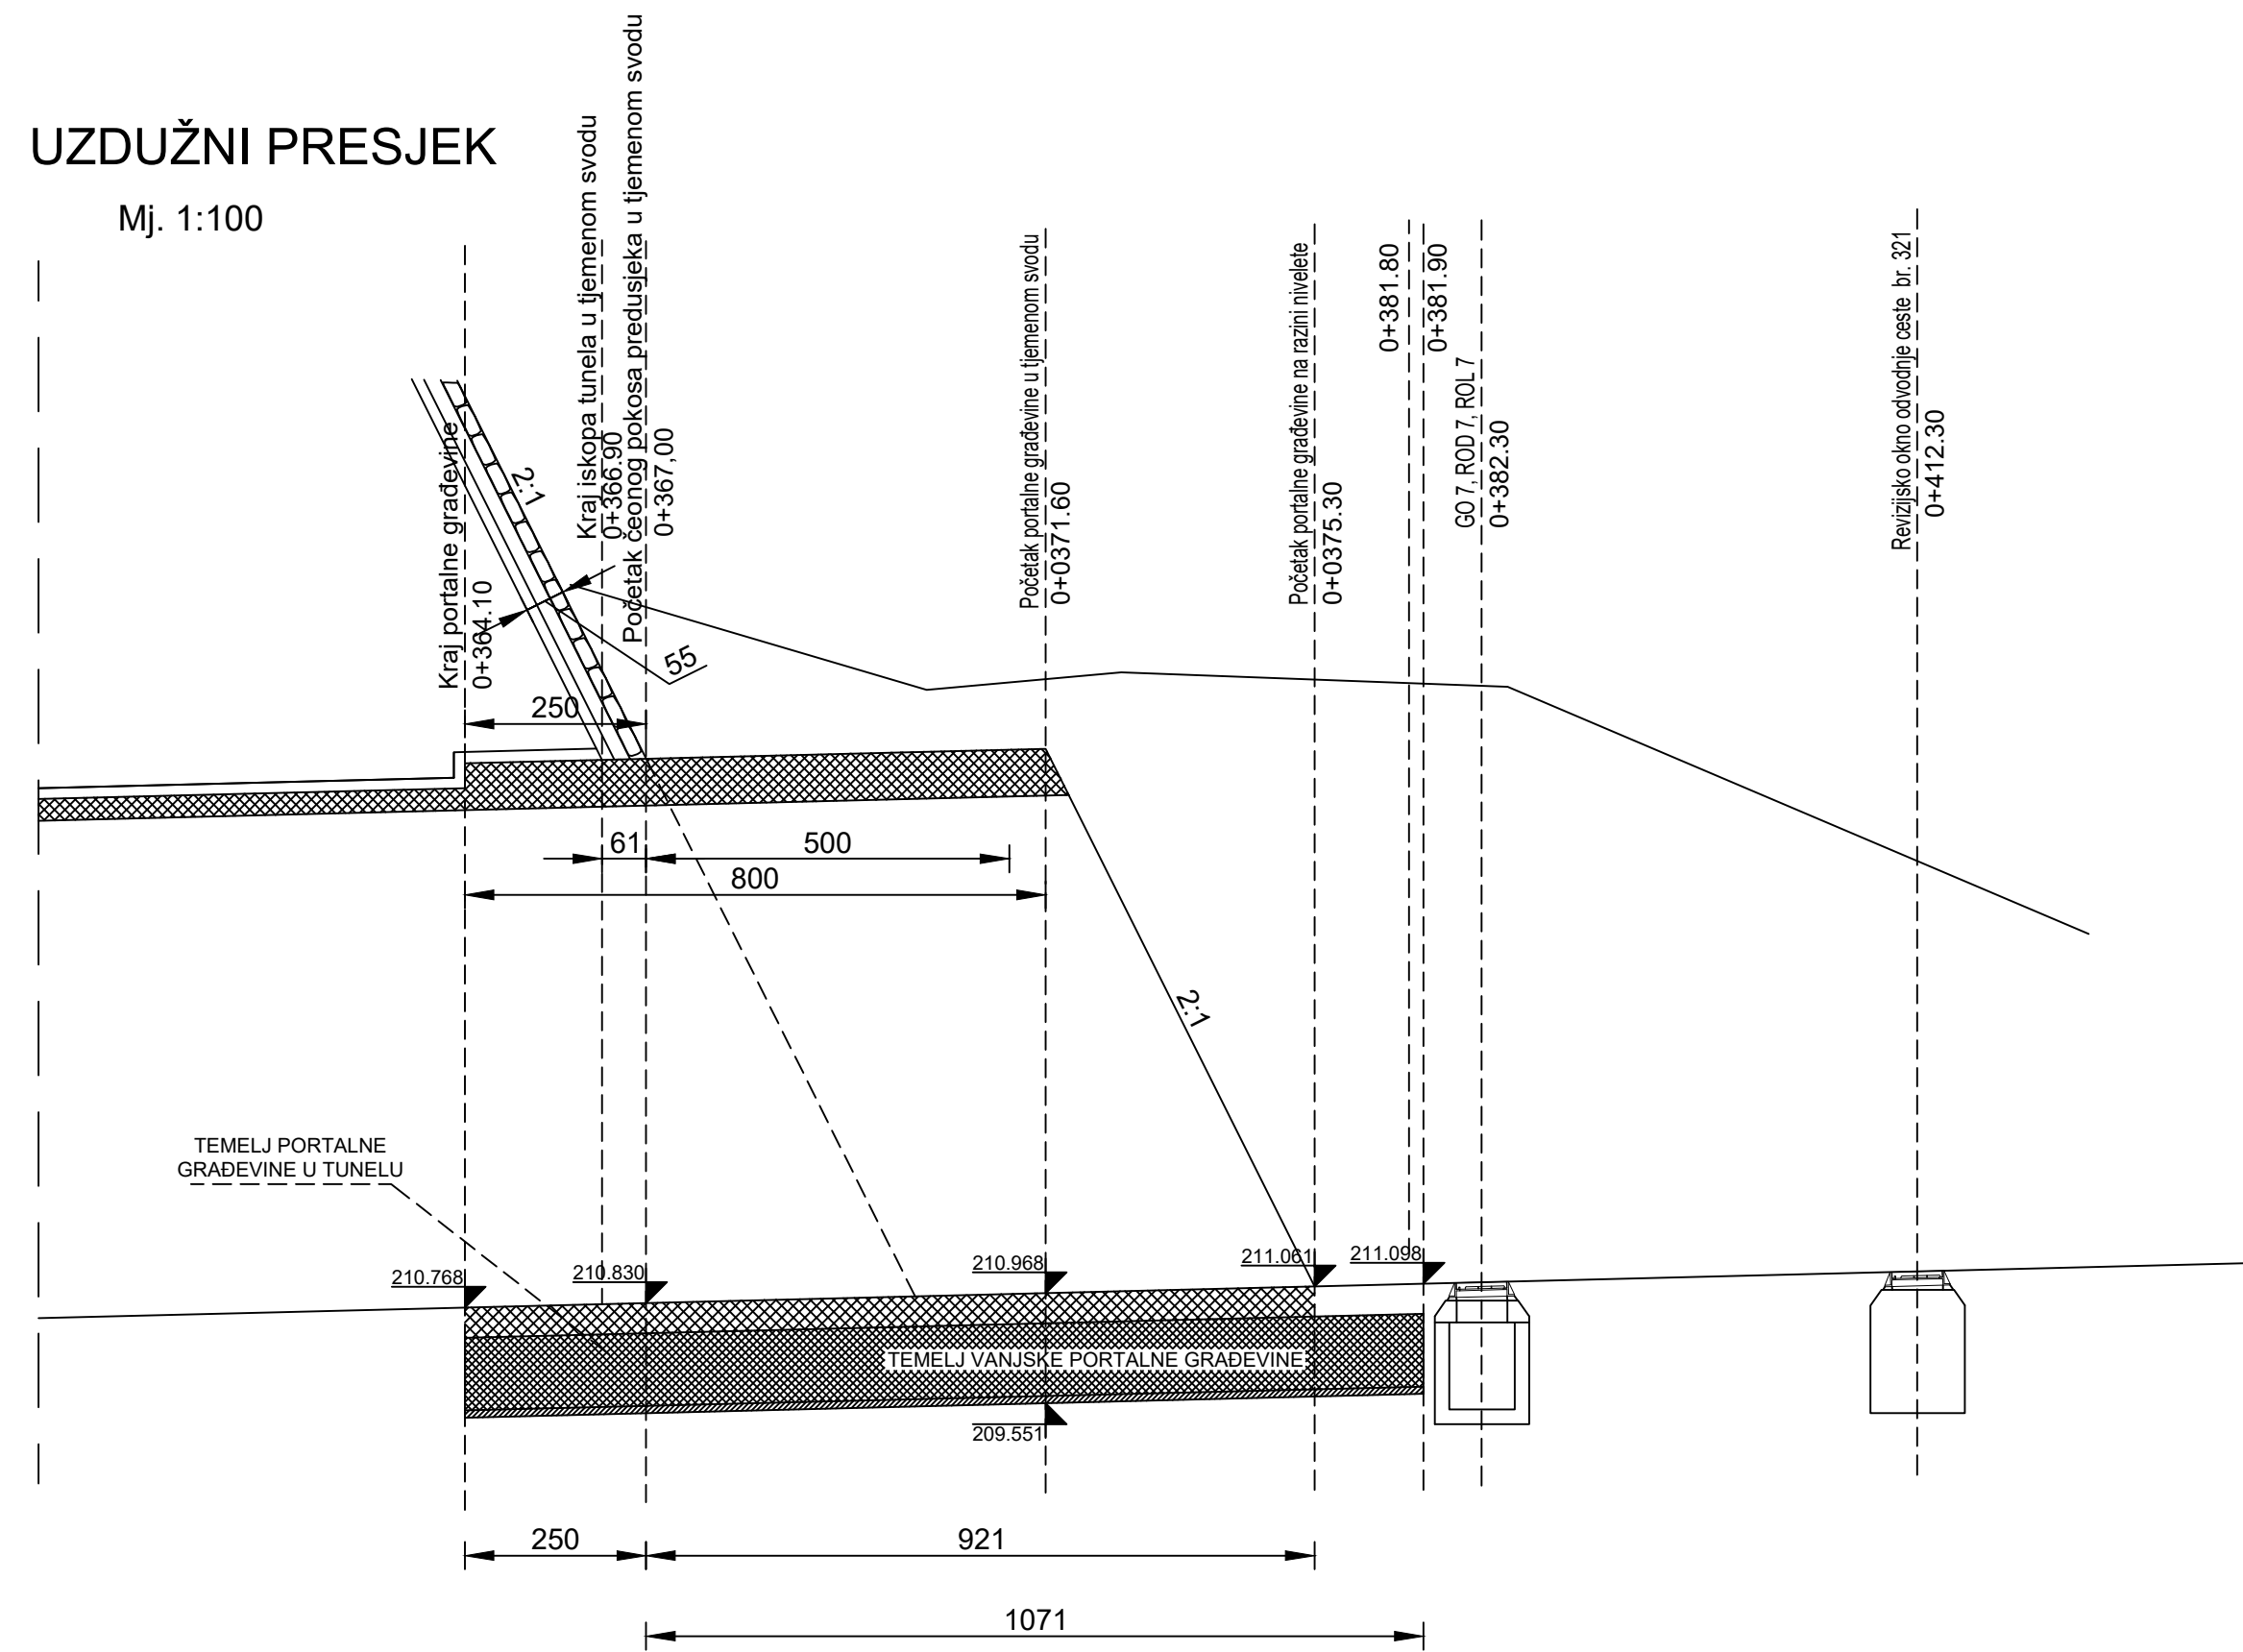 UZDUŽNI PRESJEK
Mj. 1:100
Kraj portalne građevine
0+364.10
Kraj iskopa tunela u tjemenom svodu
0+366.90
Početak čeonog pokosa predusjeka u tjemenom svodu
0+367,00
Početak portalne građevine u tjemenom svodu
0+0371.60
Početak portalne građevine na razini nivelete
0+0375.30
0+381.80
0+381.90
GO 7, ROD 7, ROL 7
0+382.30
Revizijsko okno odvodnje ceste br. 321
0+412.30
2:1
55
250
61
500
800
2:1
TEMELJ PORTALNE
GRAĐEVINE U TUNELU
210.768
210.830
210.968
211.061
211.098
TEMELJ VANJSKE PORTALNE GRAĐEVINE
209.551
250
921
1071